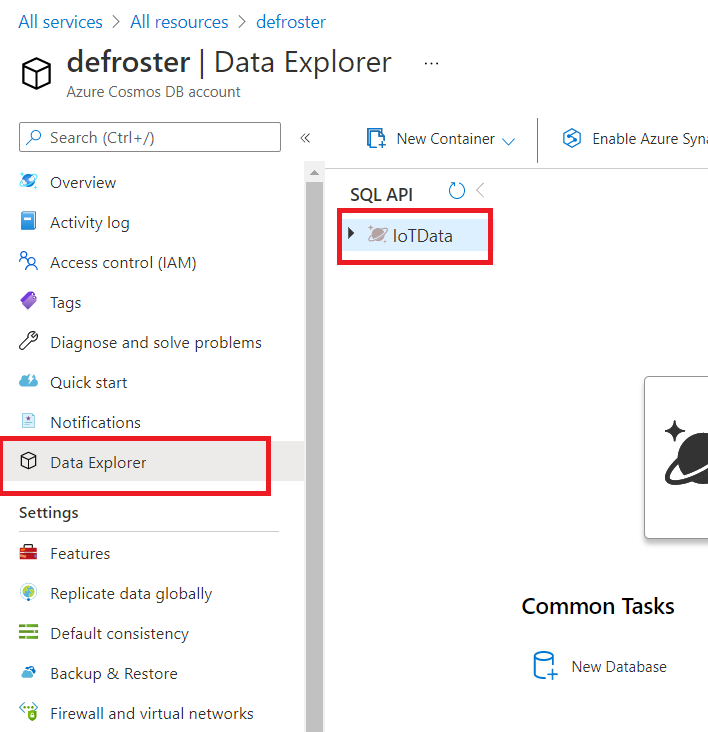 All services > All resources > defroster
defroster | Data Explorer ...
Azure Cosmos DB account
Search (Ctrl+/)
«
New Container
Enable Azure Syna
Overview
Activity log
Access control (IAM)
Tags
Diagnose and solve problems
Quick start
Notifications
Data Explorer
Settings
Features
Replicate data globally
Default consistency
Backup & Restore
Firewall and virtual networks
SQL API
IoTData
Common Tasks
New Database